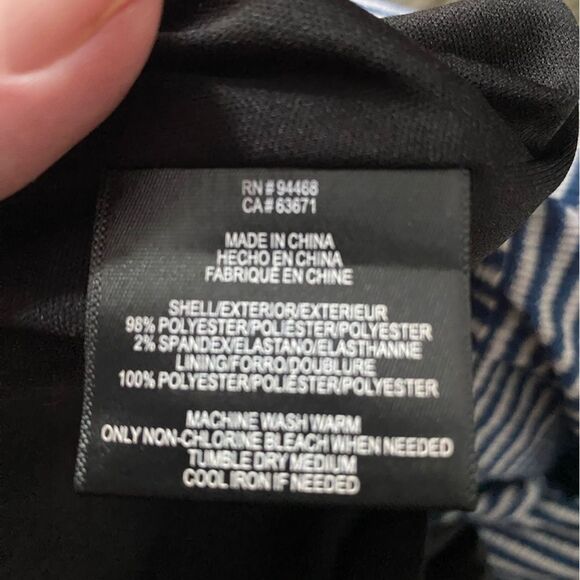 RN # 94468
CA# 63671
MADE IN CHINA
HECHO EN CHINA
FABRIQUÉ EN CHINE
SHELL/EXTERIOR/EXTERIEUR
98% POLYESTER/POLIÉSTER/POLYESTER
2% SPANDEX/ELASTANO/ELASTHANNE
LINING/FORRO/DOUBLURE
100% POLYESTER/POLIÉSTER/POLYESTER
MACHINE WASH WARM
ONLY NON-CHLORINE BLEACH WHEN NEEDED
TUMBLE DRY MEDIUM
COOL IRON IF NEEDED